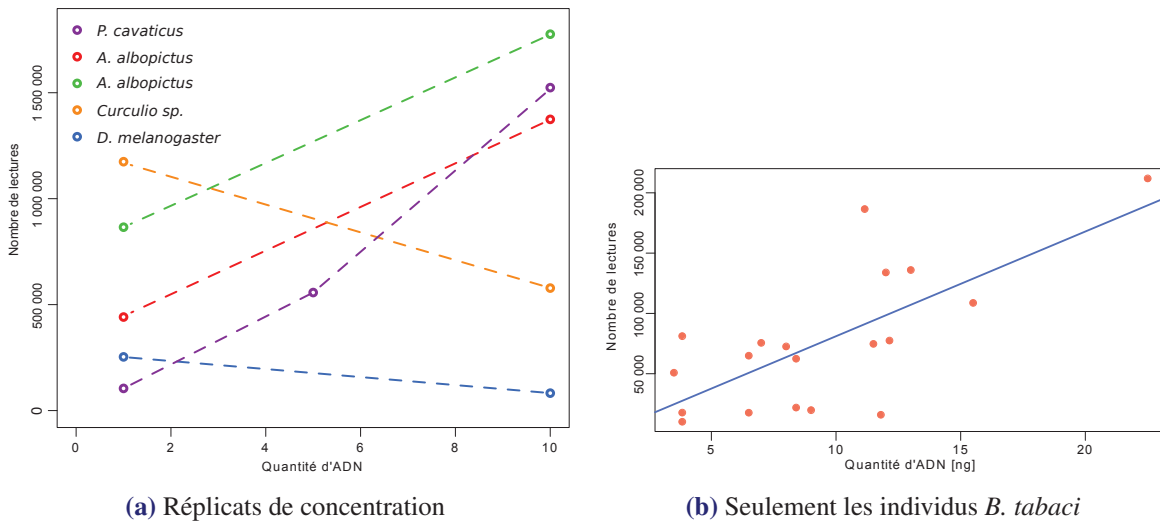 P. cavaticus
A. albopictus
A. albopictus
Curculio sp.
D. melanogaster
Nombre de lectures
1 500 000
1 000 000
500 000
0
0 2 4 6 8 10
Quantité d'ADN
(a) Réplicats de concentration
Nombre de lectures
200 000
150 000
100 000
50 000
5 10 15 20
Quantité d'ADN [ng]
(b) Seulement les individus B. tabaci